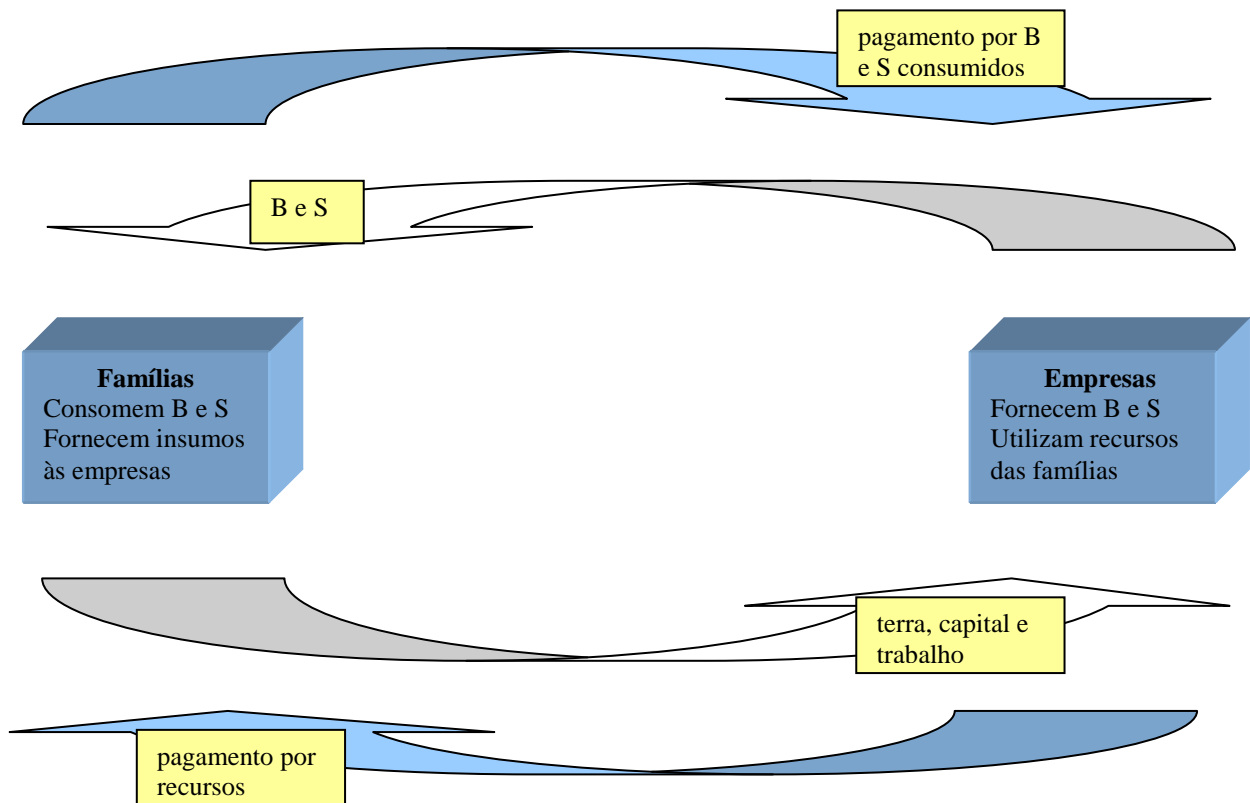 pagamento por B
e S consumidos
B e S
Famílias
Consomem B e S
Fornecem insumos
às empresas
Empresas
Fornecem B e S
Utilizam recursos
das famílias
terra, capital e
trabalho
pagamento por
recursos